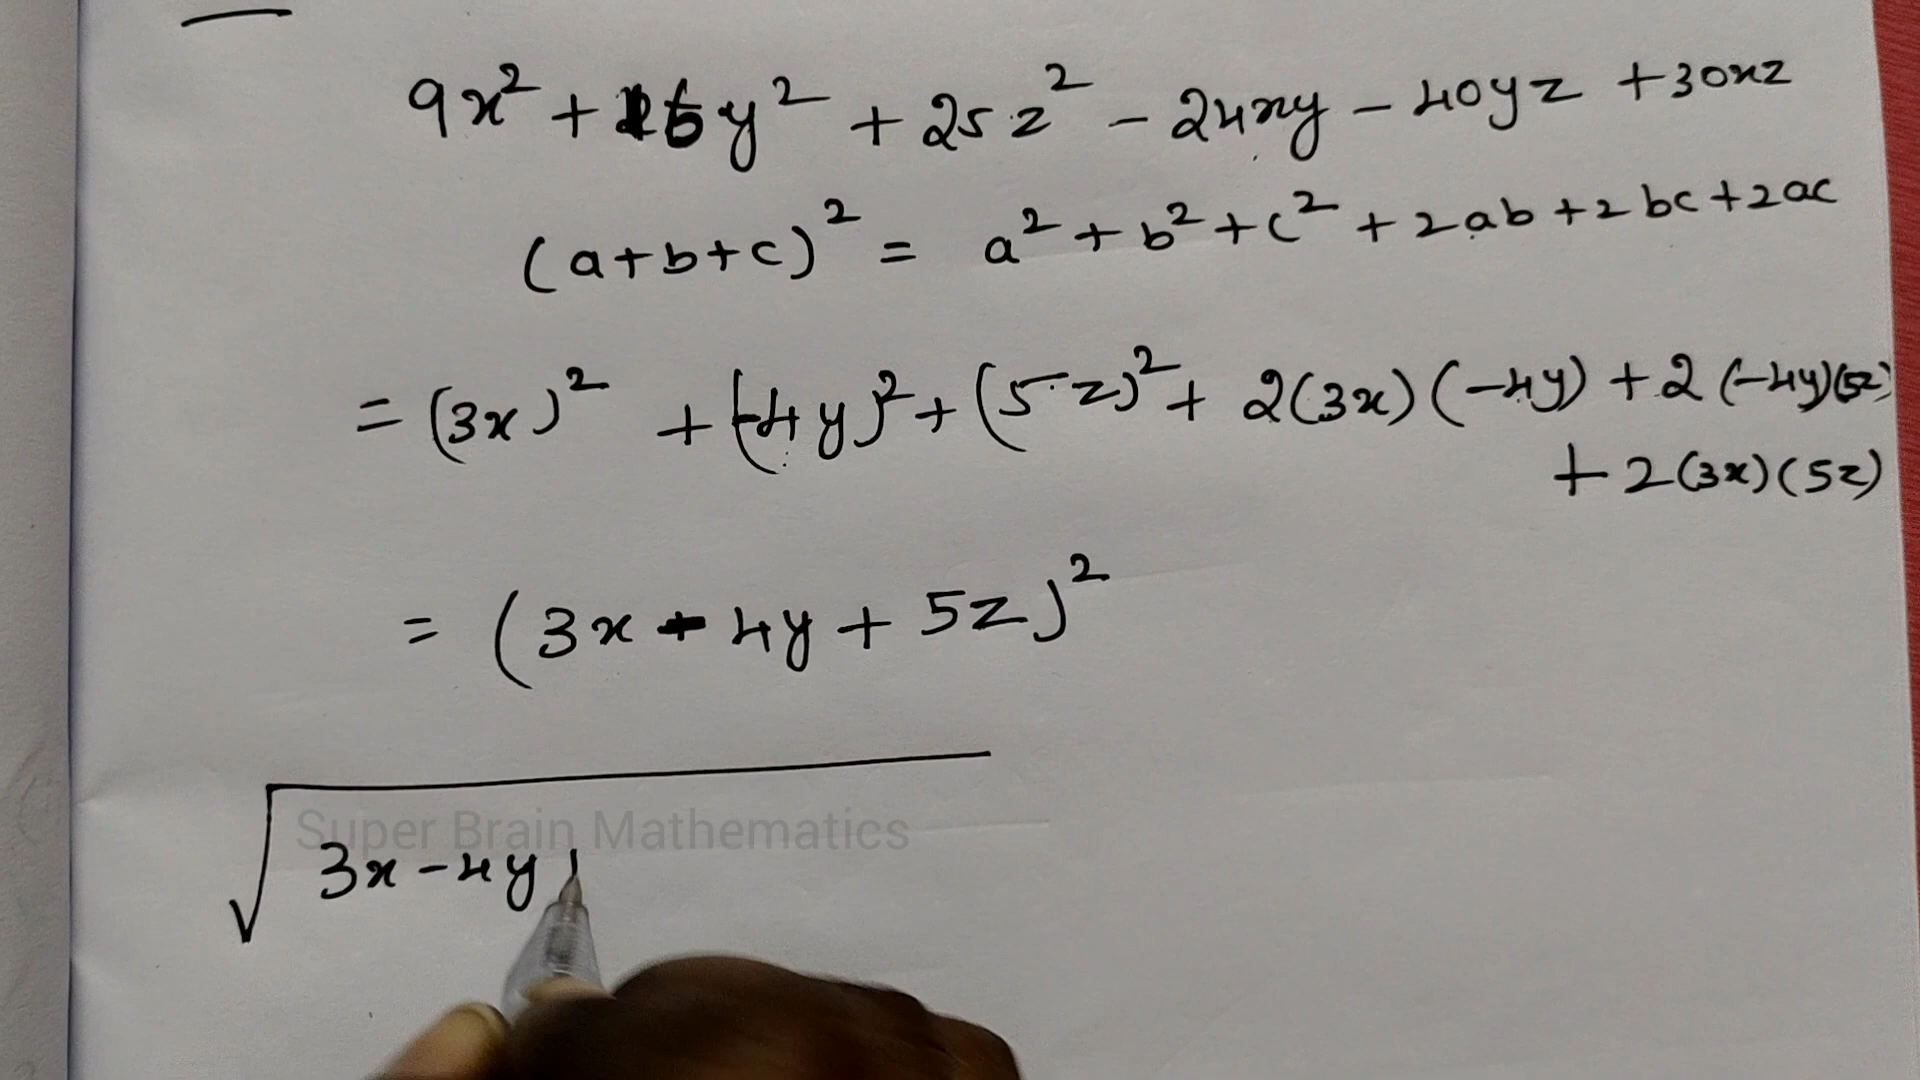 9x² + 16y² + 25z² - 24xy - 40yz + 30xz
(a+b+c)² = a² + b² + c² + 2ab + 2bc + 2ac
= (3x)² + (-4y)² + (5z)² + 2(3x)(-4y) + 2(-4y)(5z)
+ 2(3x)(5z)
= (3x - 4y + 5z)²
Super Brain Mathematics
√ 3x - 4y